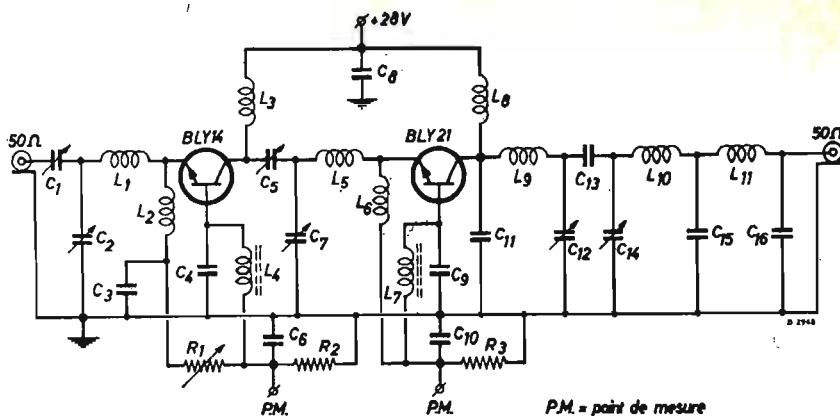 +28V
C8
L3
L8
50Ω
BLY14
BLY21
50Ω
C1
L1
C5
L5
L9
C13
L10
L11
L2
L6
C2
C4
L4
C7
L7
C9
C11
C12
C14
C15
C16
C3
D 2948
R1
C6
R2
C10
R3
P.M.
P.M.
P.M. = point de mesure